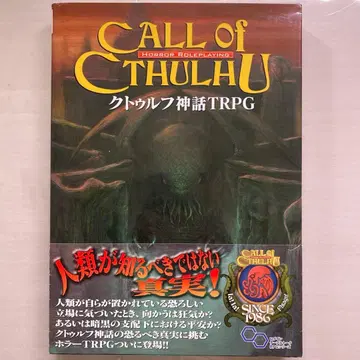 CALL of
HORROR ROLEPLAYING
CTHULHU
クトゥルフ神話TRPG
人類が知るべきではない
真実!
CALL of
CTHULHU
SINCE
1986
人類が自らが置かれている恐ろしい
立場に気づいたとき、向かうは狂気か?
あるいは暗黒の支配下における平安か?
クトゥルフ神話の恐るべき真実に挑む
ホラーTRPGついに登場!!